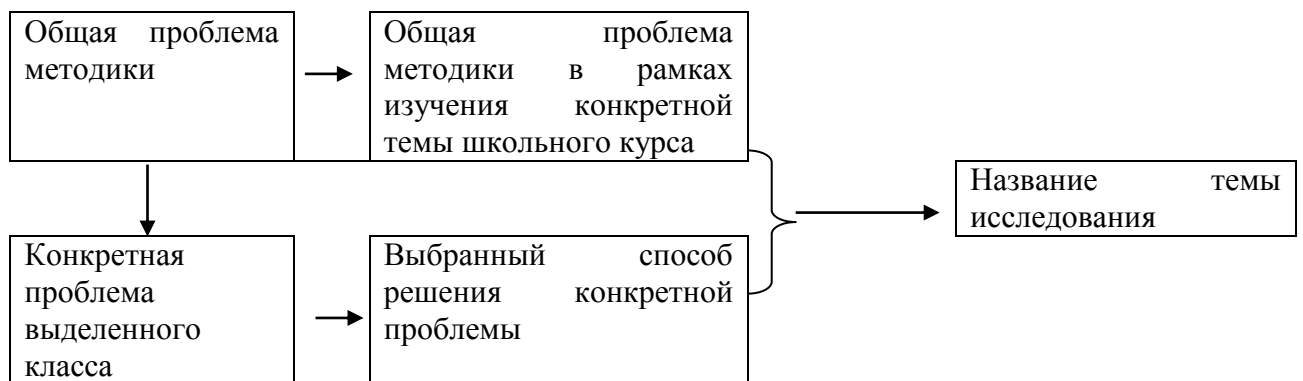 Общая проблема
методики
Общая проблема
методики в рамках
изучения конкретной
темы школьного курса
Название темы
исследования
Конкретная
проблема
выделенного
класса
Выбранный способ
решения конкретной
проблемы